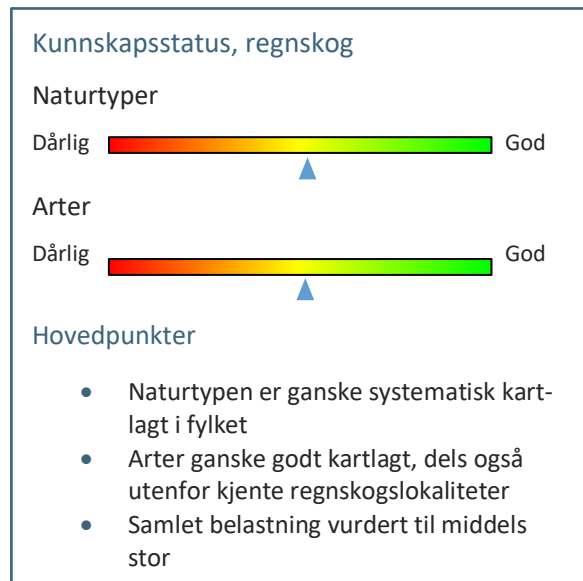 Kunnskapsstatus, regnskog
Naturtyper
Dårlig God
Arter
Dårlig God
Hovedpunkter
• Naturtypen er ganske systematisk kart-
lagt i fylket
• Arter ganske godt kartlagt, dels også
utenfor kjente regnskogslokaliteter
• Samlet belastning vurdert til middels
stor